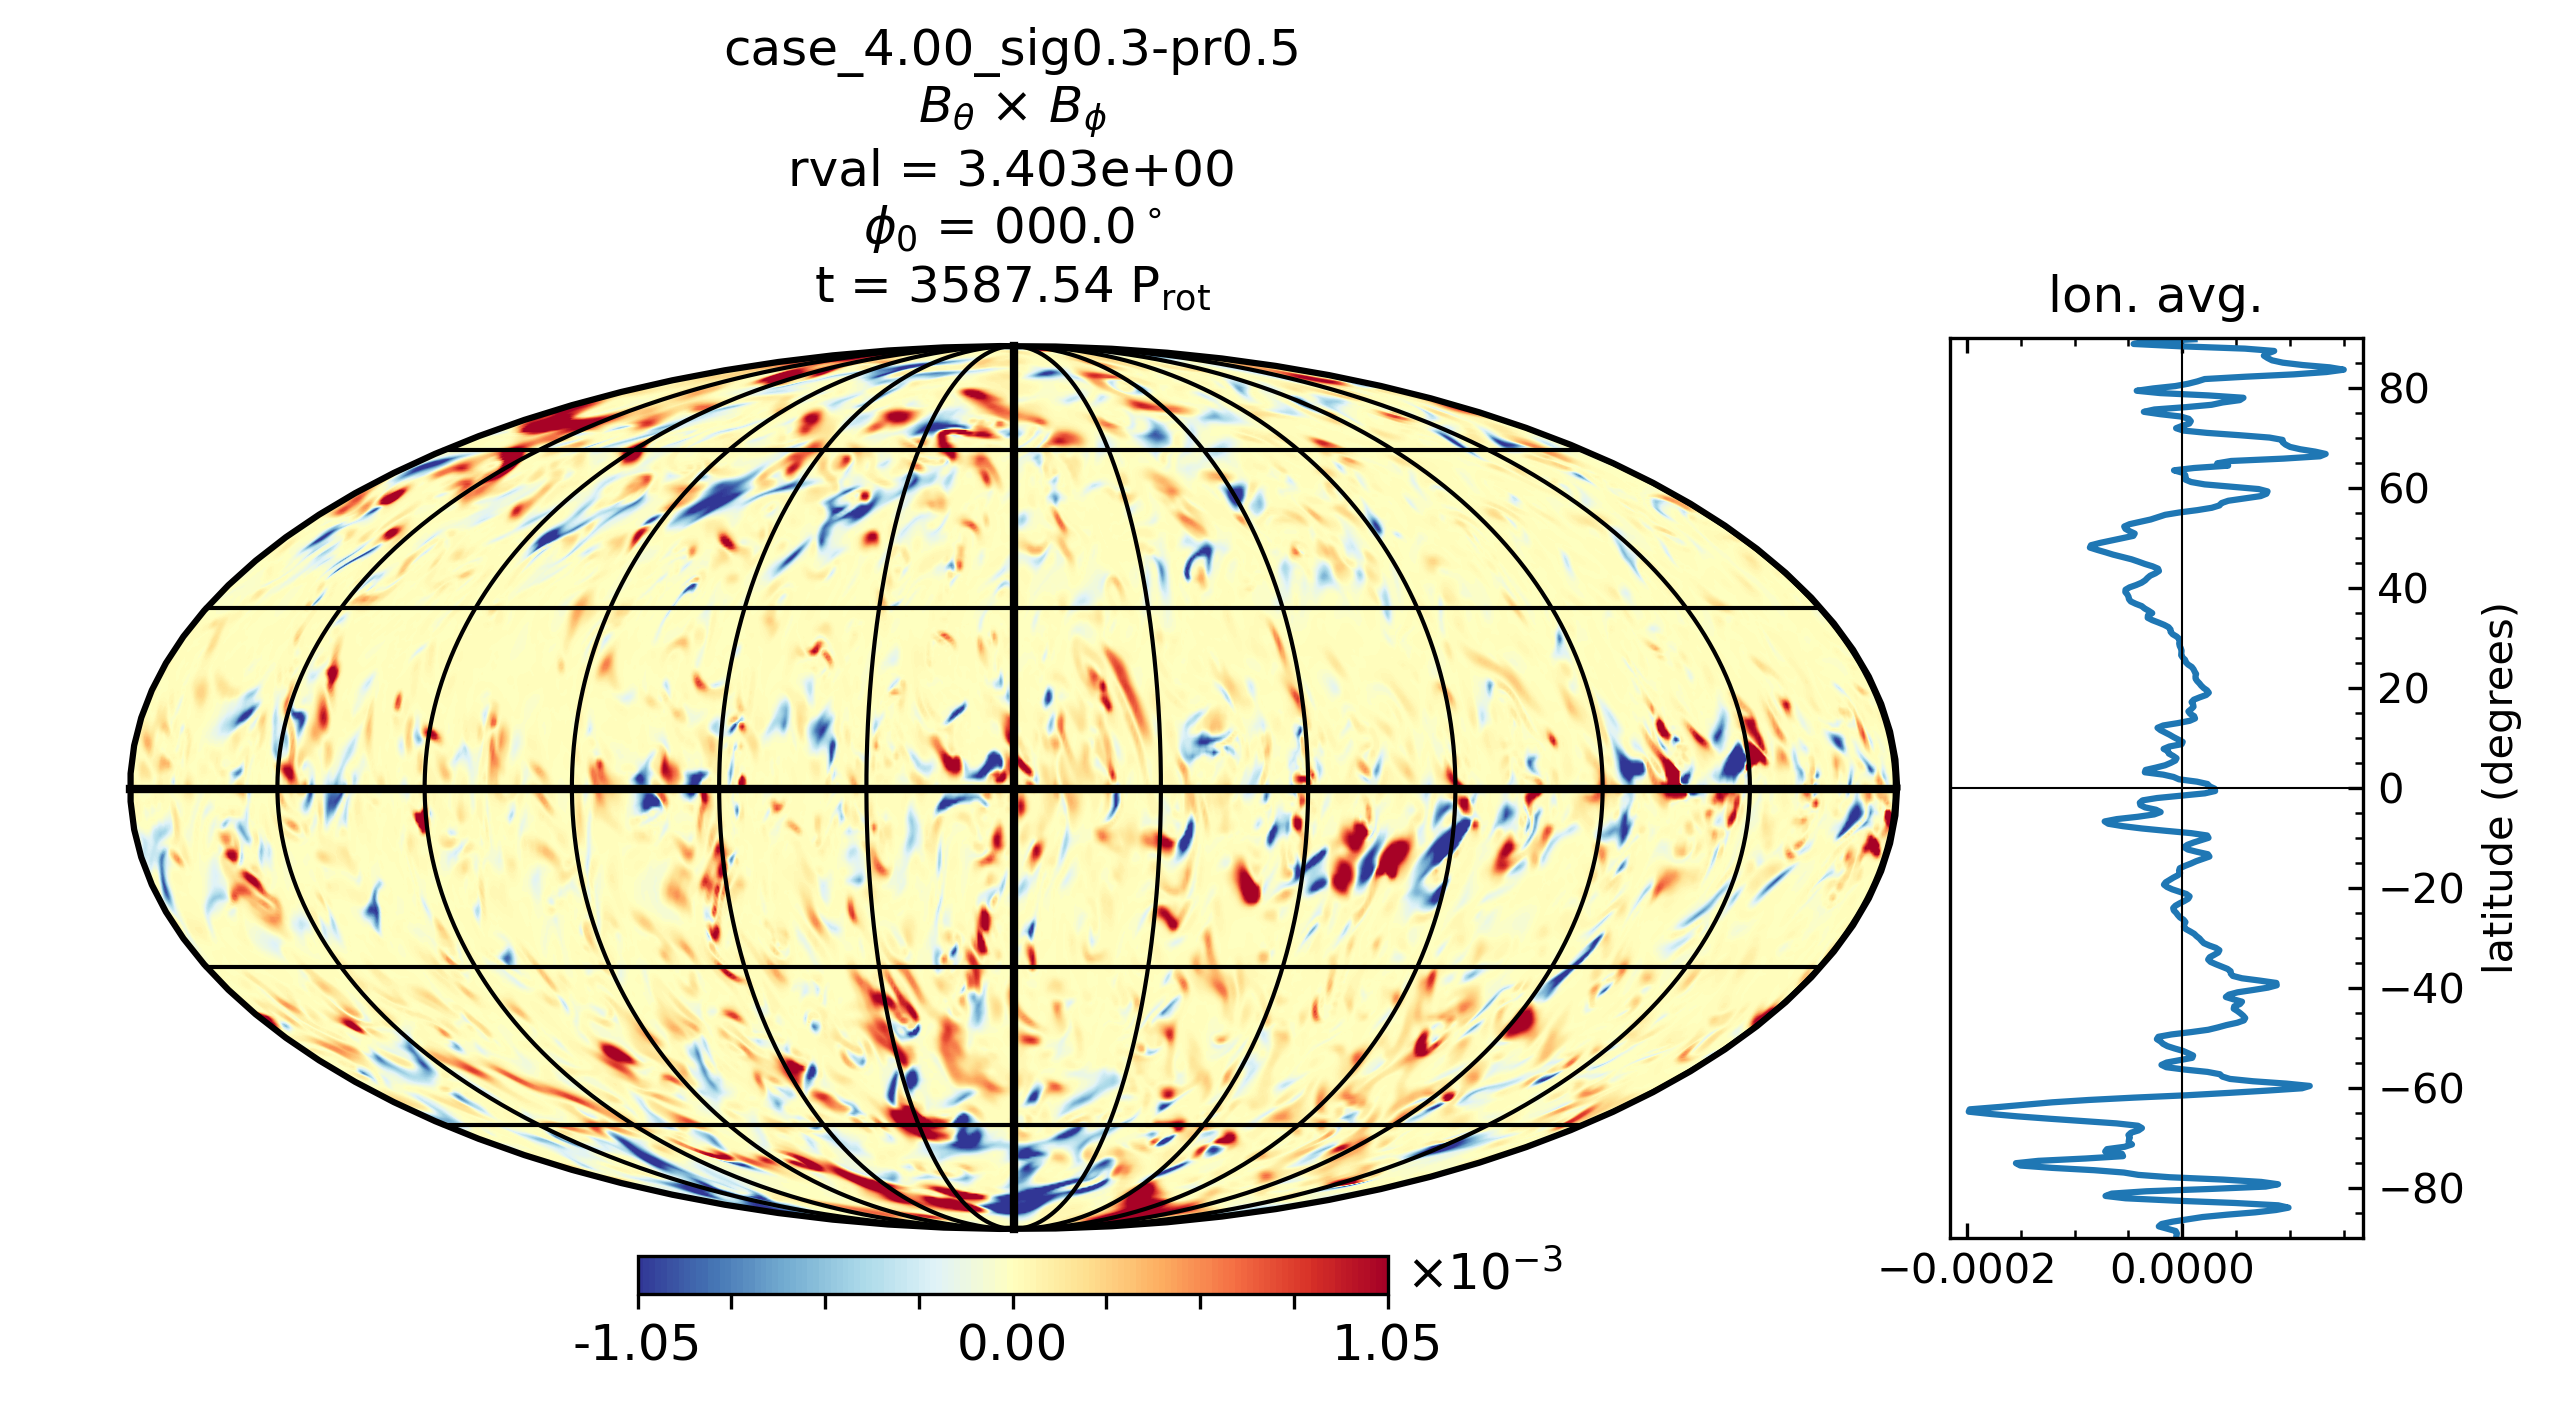 case_4.00_sig0.3-pr0.5
B_θ × B_ϕ
rval = 3.403e+00
ϕ_0 = 000.0°
t = 3587.54 P_rot
lon. avg.
80
60
40
20
0
−20
−40
−60
−80
latitude (degrees)
−0.0002 0.0000
×10^−3
-1.05 0.00 1.05